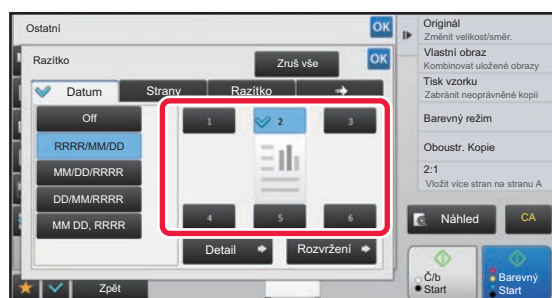 Ostatní
OK
Razítko
Zruš vše
OK
Datum
Strany
Razítko
Off
RRRR/MM/DD
MM/DD/RRRR
DD/MM/RRRR
MM DD, RRRR
1
2
3
4
5
6
Detail
Rozvržení
Zpět
Originál
Změnit velikost/směr.
Vlastní obraz
Kombinovat uložené obrazy
Tisk vzorku
Zabránit neoprávněné kopii
Barevný režim
Oboustr. Kopie
2:1
Vložit více stran na stranu A
Náhled
CA
Č/b
Start
Barevný
Start